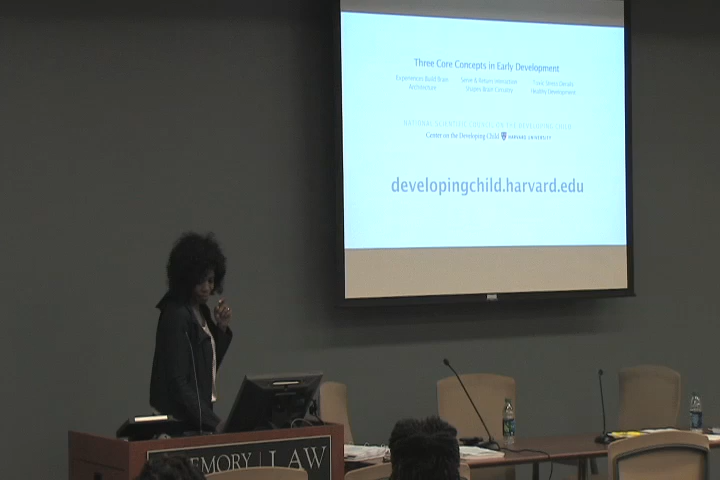 Three Core Concepts in Early Development
Experiences Build Brain
Architecture
Serve & Return Interaction
Shapes Brain Circuitry
Toxic Stress Derails
Healthy Development
NATIONAL SCIENTIFIC COUNCIL ON THE DEVELOPING CHILD
Center on the Developing Child HARVARD UNIVERSITY
developingchild.harvard.edu
EMORY | LAW